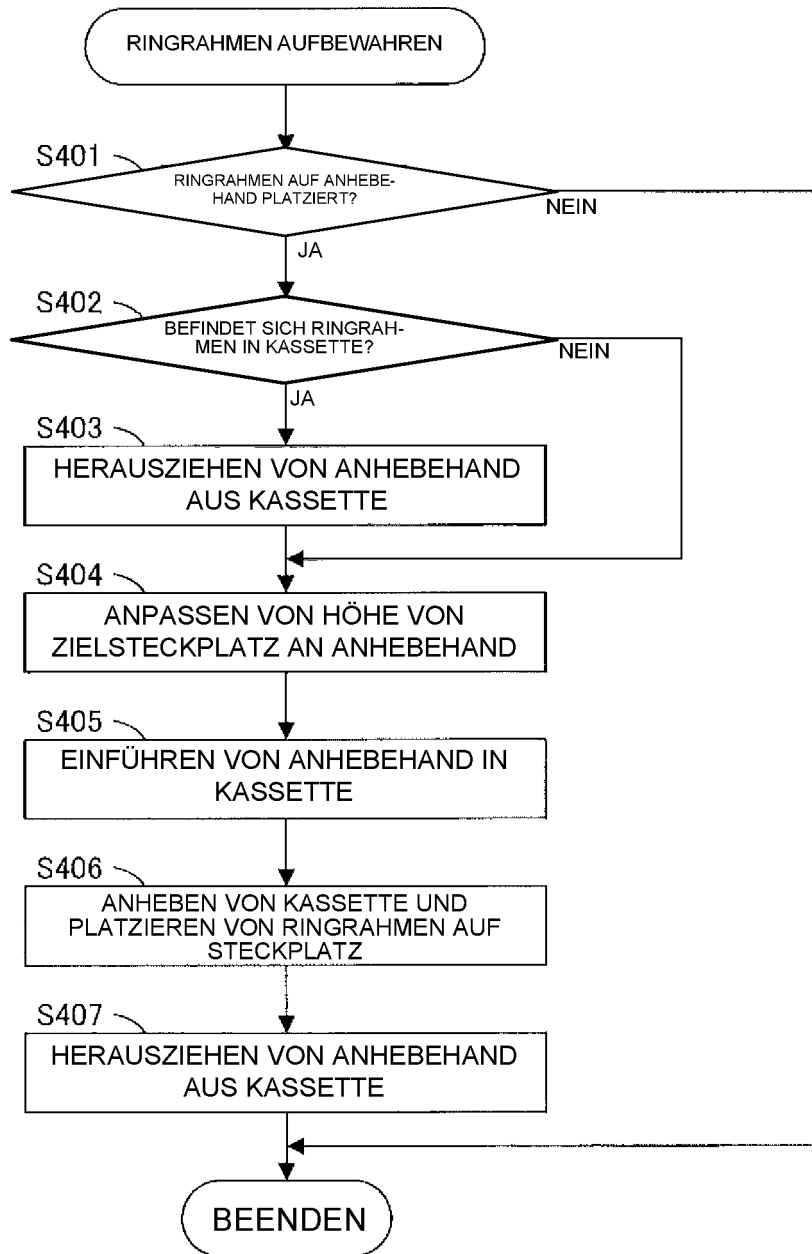 RINGRAHMEN AUFBEWAHREN
S401
RINGRAHMEN AUF ANHEBE-
HAND PLATZIERT?
NEIN
JA
S402
BEFINDET SICH RINGRAH-
MEN IN KASSETTE?
NEIN
JA
S403
HERAUSZIEHEN VON ANHEBEHAND
AUS KASSETTE
S404
ANPASSEN VON HÖHE VON
ZIELSTECKPLATZ AN ANHEBEHAND
S405
EINFÜHREN VON ANHEBEHAND IN
KASSETTE
S406
ANHEBEN VON KASSETTE UND
PLATZIEREN VON RINGRAHMEN AUF
STECKPLATZ
S407
HERAUSZIEHEN VON ANHEBEHAND
AUS KASSETTE
BEENDEN